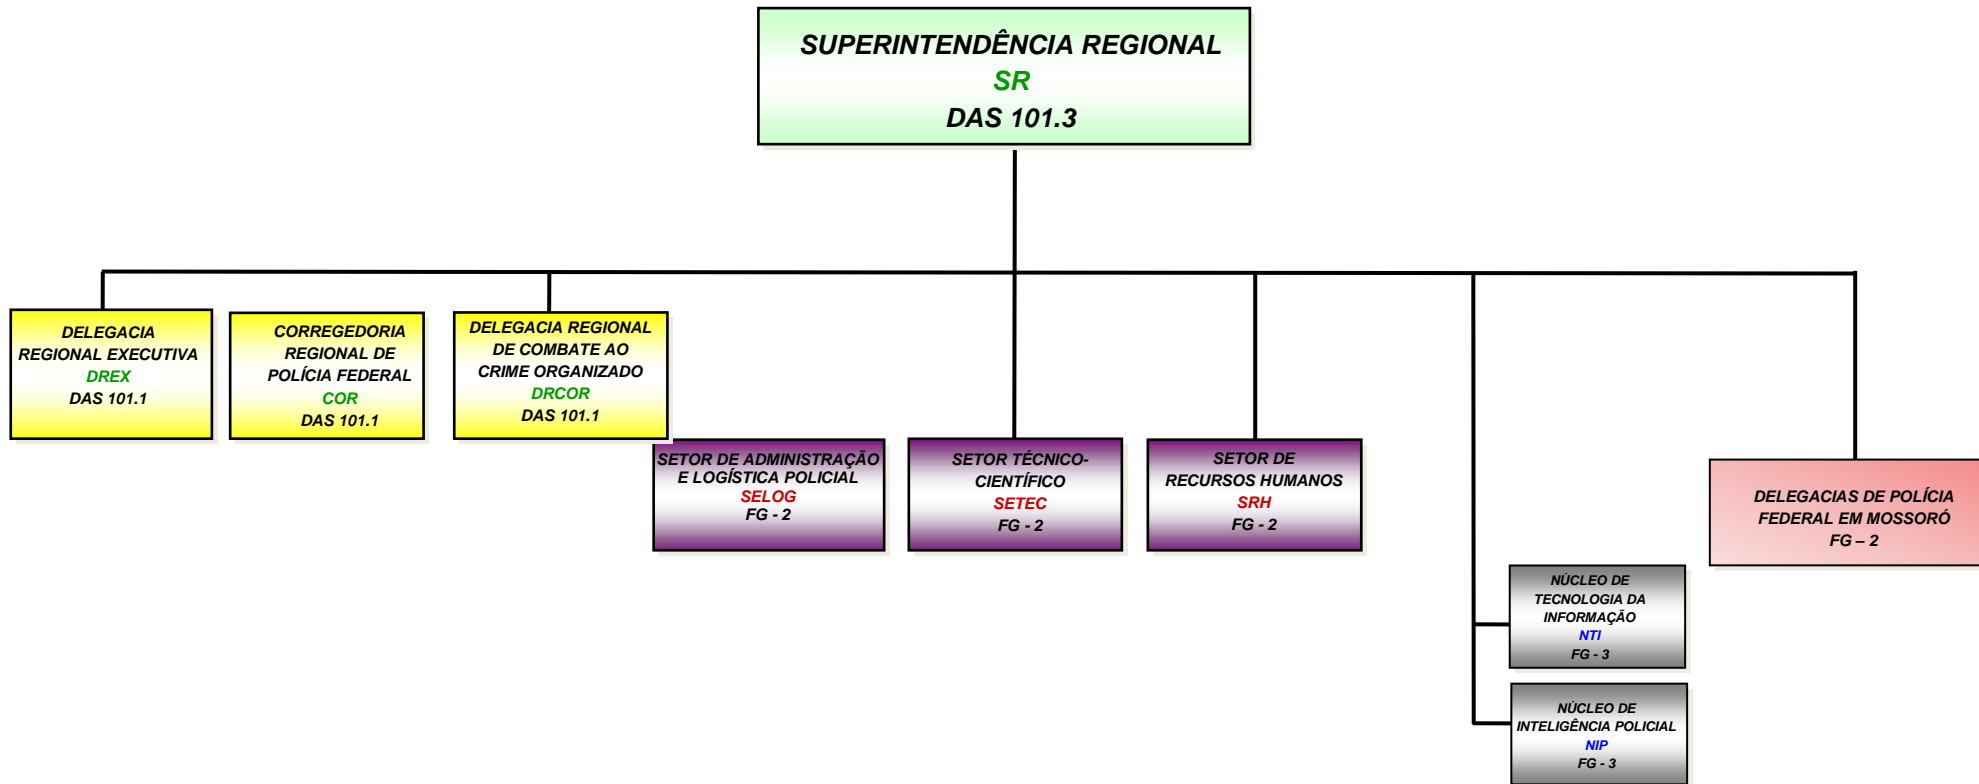 SUPERINTENDÊNCIA REGIONAL
SR
DAS 101.3
DELEGACIA
REGIONAL EXECUTIVA
DREX
DAS 101.1
CORREGEDORIA
REGIONAL DE
POLÍCIA FEDERAL
COR
DAS 101.1
DELEGACIA REGIONAL
DE COMBATE AO
CRIME ORGANIZADO
DRCOR
DAS 101.1
SETOR DE ADMINISTRAÇÃO
E LOGÍSTICA POLICIAL
SELOG
FG - 2
SETOR TÉCNICO-
CIENTÍFICO
SETEC
FG - 2
SETOR DE
RECURSOS HUMANOS
SRH
FG - 2
DELEGACIAS DE POLÍCIA
FEDERAL EM MOSSORÓ
FG – 2
NÚCLEO DE
TECNOLOGIA DA
INFORMAÇÃO
NTI
FG - 3
NÚCLEO DE
INTELIGÊNCIA POLICIAL
NIP
FG - 3